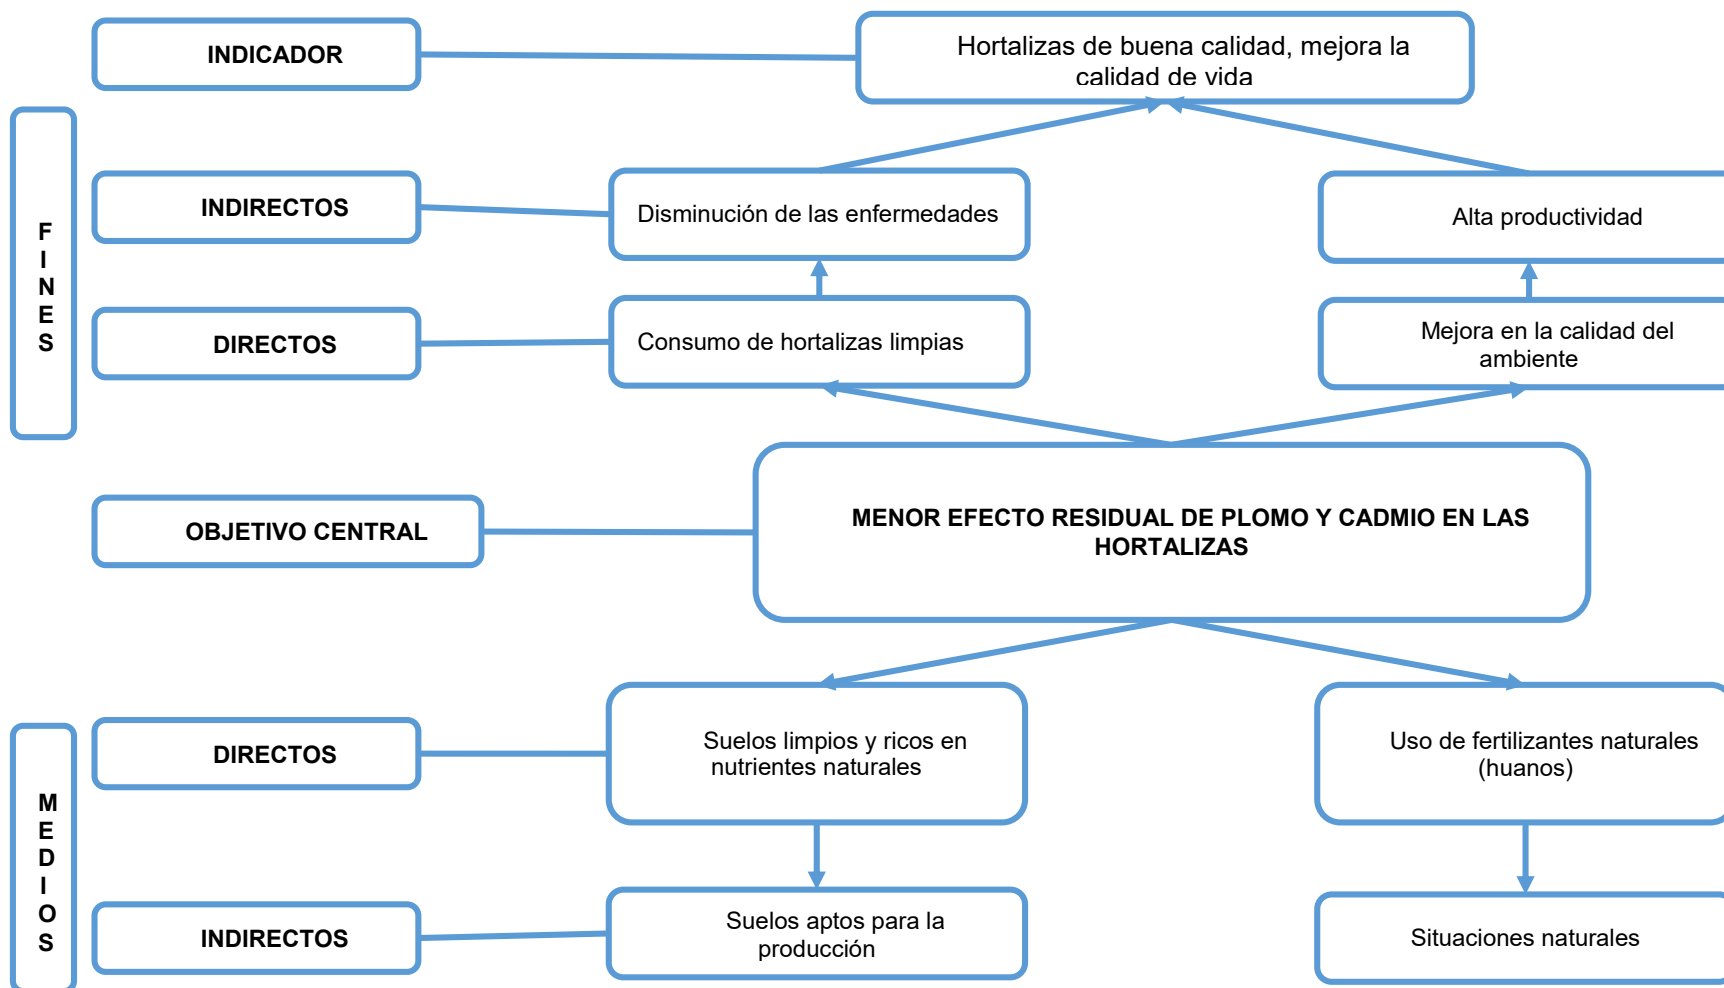 INDICADOR
Hortalizas de buena calidad, mejora la
calidad de vida
F
I
N
E
S
INDIRECTOS
Disminución de las enfermedades
Alta productividad
DIRECTOS
Consumo de hortalizas limpias
Mejora en la calidad del
ambiente
OBJETIVO CENTRAL
MENOR EFECTO RESIDUAL DE PLOMO Y CADMIO EN LAS
HORTALIZAS
M
E
D
I
O
S
DIRECTOS
Suelos limpios y ricos en
nutrientes naturales
Uso de fertilizantes naturales
(huanos)
INDIRECTOS
Suelos aptos para la
producción
Situaciones naturales